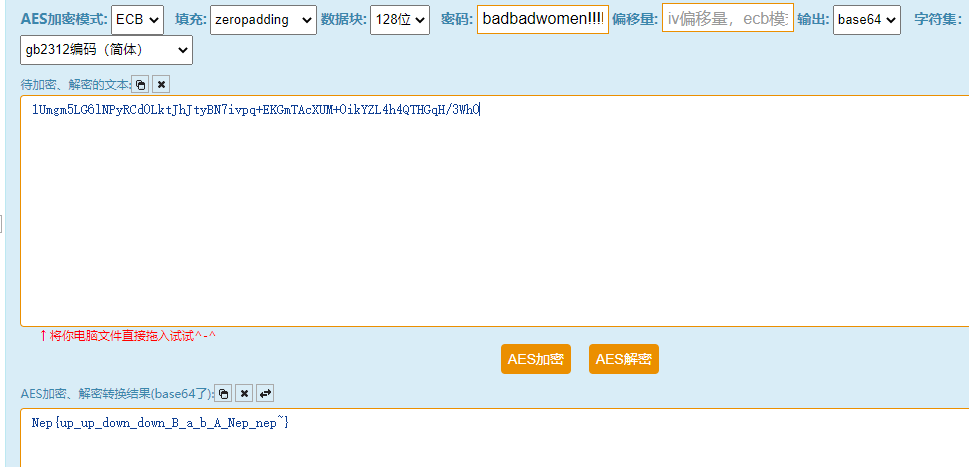 AES加密模式: ECB 填充: zeropadding 数据块: 128位 密码: badbadwomen!!!! 偏移量: iv偏移量，ecb模 输出: base64 字符集:
gb2312编码（简体）
待加密、解密的文本:
lUmgm5LG6lNPyRCdOLktJhJtyBN7ivpq+EKGmTAcXUM+OikYZL4h4QTHGqH/3WhO
↑将你电脑文件直接拖入试试^-^
AES加密 AES解密
AES加密、解密转换结果(base64了):
Nep{up_up_down_down_B_a_b_A_Nep_nep~}